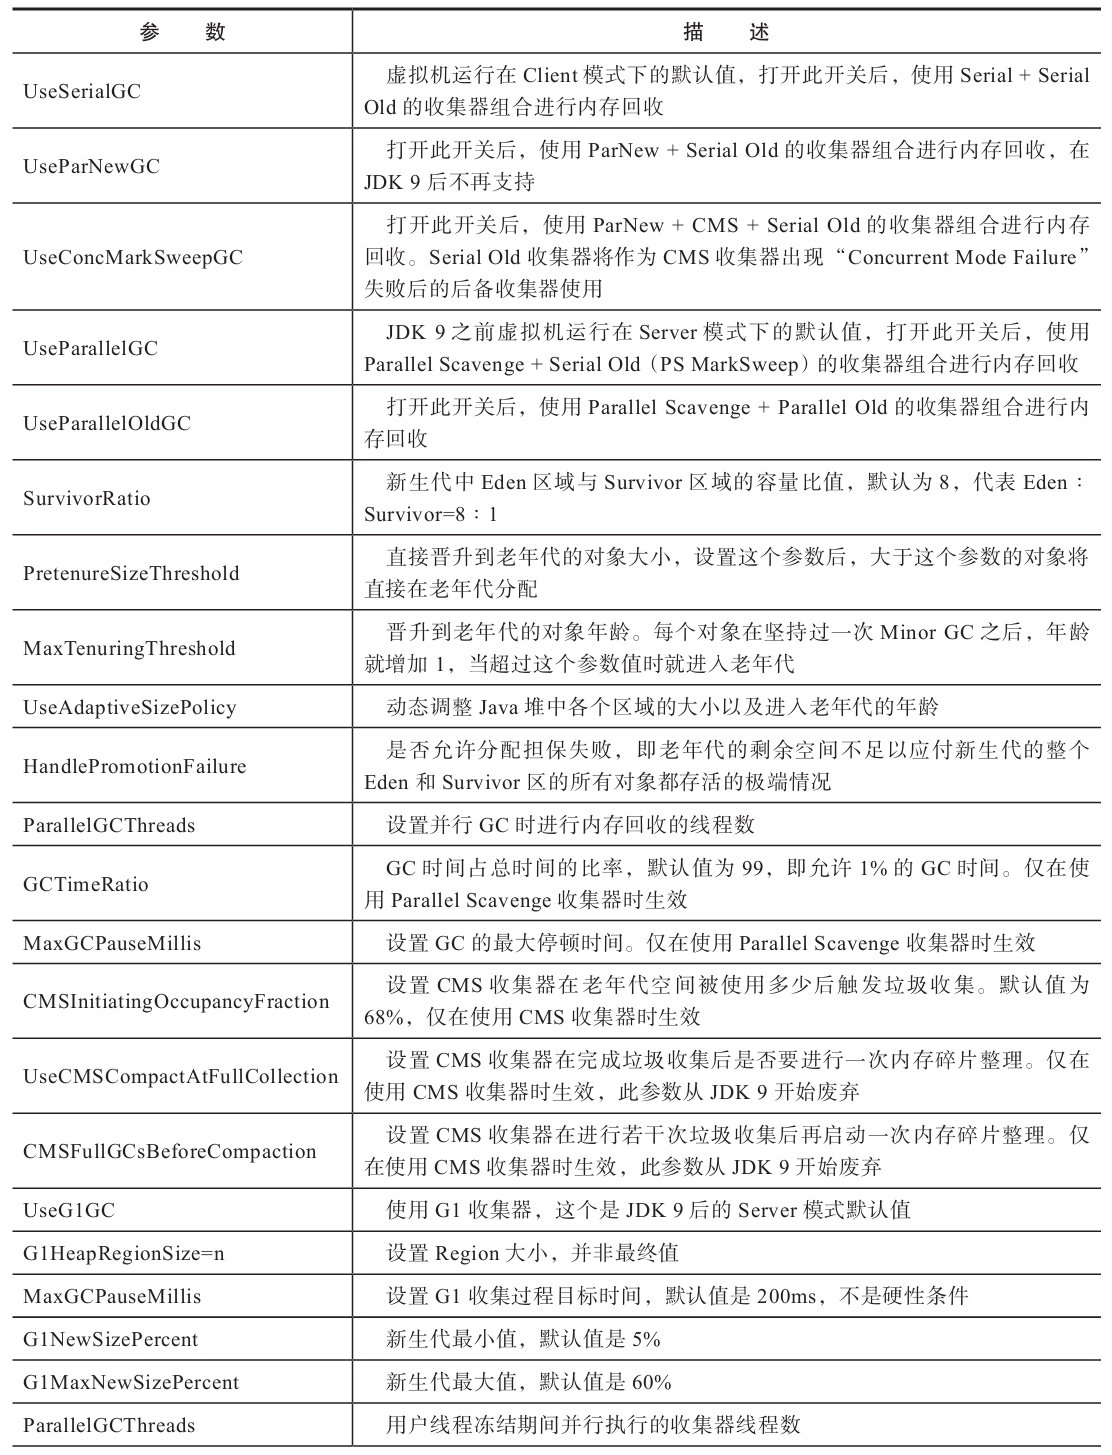 参 数 描 述
UseSerialGC
虚拟机运行在 Client 模式下的默认值，打开此开关后，使用 Serial + Serial
Old 的收集器组合进行内存回收
UseParNewGC
打开此开关后，使用 ParNew + Serial Old 的收集器组合进行内存回收，在
JDK 9 后不再支持
UseConcMarkSweepGC
打开此开关后，使用 ParNew + CMS + Serial Old 的收集器组合进行内存
回收。Serial Old 收集器将作为 CMS 收集器出现“Concurrent Mode Failure”
失败后的后备收集器使用
UseParallelGC
JDK 9 之前虚拟机运行在 Server 模式下的默认值，打开此开关后，使用
Parallel Scavenge + Serial Old（PS MarkSweep）的收集器组合进行内存回收
UseParallelOldGC
打开此开关后，使用 Parallel Scavenge + Parallel Old 的收集器组合进行内
存回收
SurvivorRatio
新生代中 Eden 区域与 Survivor 区域的容量比值，默认为 8，代表 Eden：
Survivor=8：1
PretenureSizeThreshold
直接晋升到老年代的对象大小，设置这个参数后，大于这个参数的对象将
直接在老年代分配
MaxTenuringThreshold
晋升到老年代的对象年龄。每个对象在坚持过一次 Minor GC 之后，年龄
就增加 1，当超过这个参数值时就进入老年代
UseAdaptiveSizePolicy
动态调整 Java 堆中各个区域的大小以及进入老年代的年龄
HandlePromotionFailure
是否允许分配担保失败，即老年代的剩余空间不足以应付新生代的整个
Eden 和 Survivor 区的所有对象都存活的极端情况
ParallelGCThreads
设置并行 GC 时进行内存回收的线程数
GCTimeRatio
GC 时间占总时间的比率，默认值为 99，即允许 1% 的 GC 时间。仅在使
用 Parallel Scavenge 收集器时生效
MaxGCPauseMillis
设置 GC 的最大停顿时间。仅在使用 Parallel Scavenge 收集器时生效
CMSInitiatingOccupancyFraction
设置 CMS 收集器在老年代空间被使用多少后触发垃圾收集。默认值为
68%，仅在使用 CMS 收集器时生效
UseCMSCompactAtFullCollection
设置 CMS 收集器在完成垃圾收集后是否要进行一次内存碎片整理。仅在
使用 CMS 收集器时生效，此参数从 JDK 9 开始废弃
CMSFullGCsBeforeCompaction
设置 CMS 收集器在进行若干次垃圾收集后再启动一次内存碎片整理。仅
在使用 CMS 收集器时生效，此参数从 JDK 9 开始废弃
UseG1GC
使用 G1 收集器，这个是 JDK 9 后的 Server 模式默认值
G1HeapRegionSize=n
设置 Region 大小，并非最终值
MaxGCPauseMillis
设置 G1 收集过程目标时间，默认值是 200ms，不是硬性条件
G1NewSizePercent
新生代最小值，默认值是 5%
G1MaxNewSizePercent
新生代最大值，默认值是 60%
ParallelGCThreads
用户线程冻结期间并行执行的收集器线程数